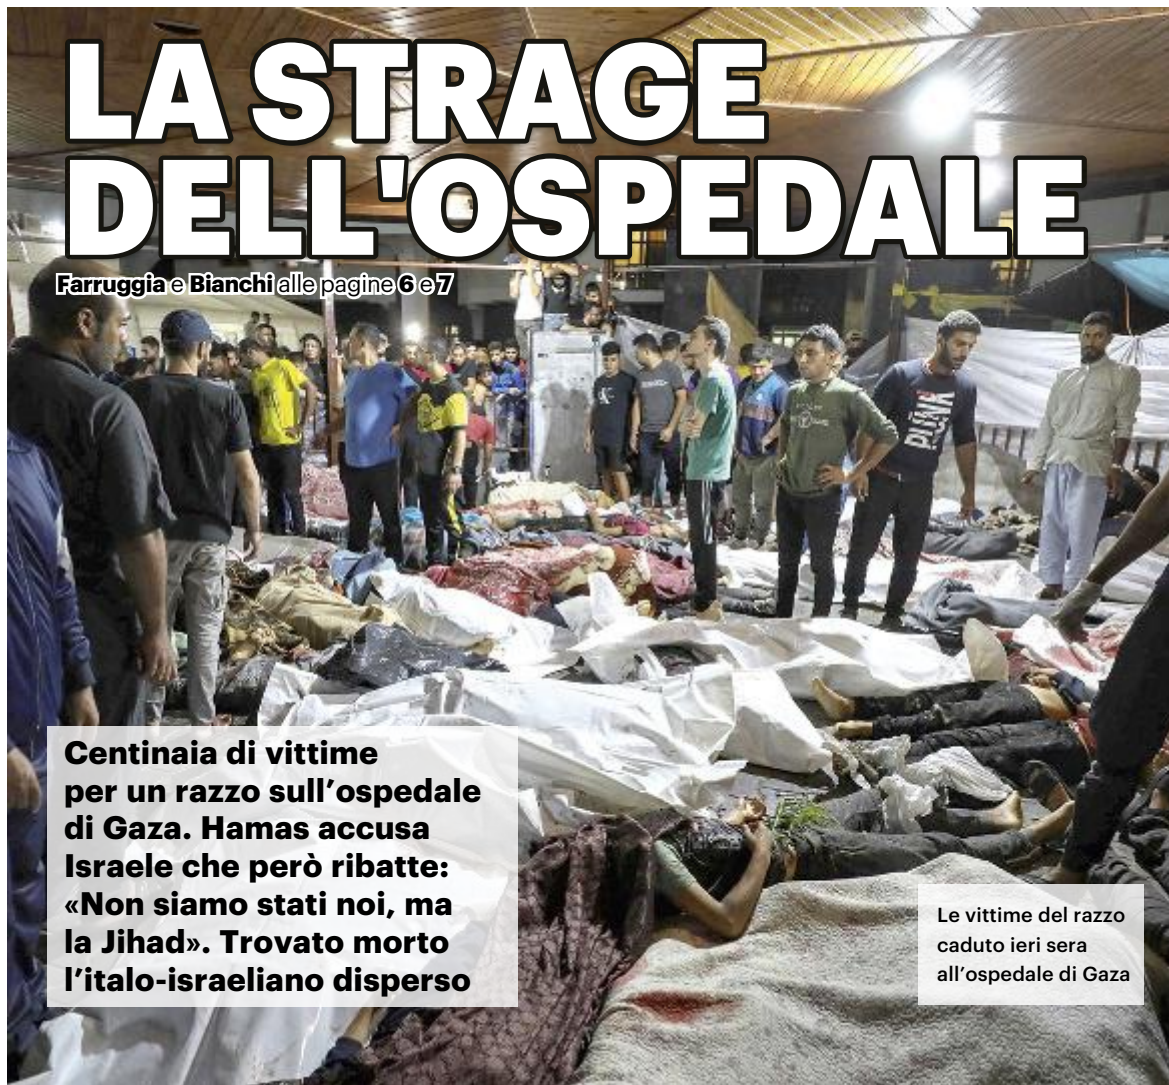 LA STRAGE
DELL'OSPEDALE
Farruggia e Bianchi alle pagine 6 e 7
PUNK
Centinaia di vittime
per un razzo sull’ospedale
di Gaza. Hamas accusa
Israele che però ribatte:
«Non siamo stati noi, ma
la Jihad». Trovato morto
l’italo-israeliano disperso
Le vittime del razzo
caduto ieri sera
all’ospedale di Gaza